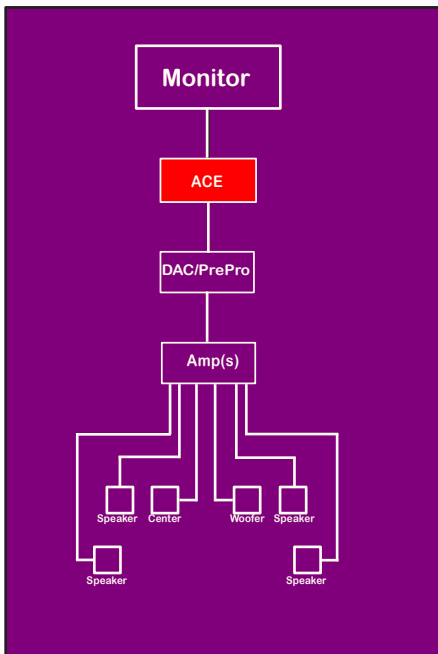 Monitor
ACE
DAC/PrePro
Amp(s)
Speaker
Center
Woofer
Speaker
Speaker
Speaker